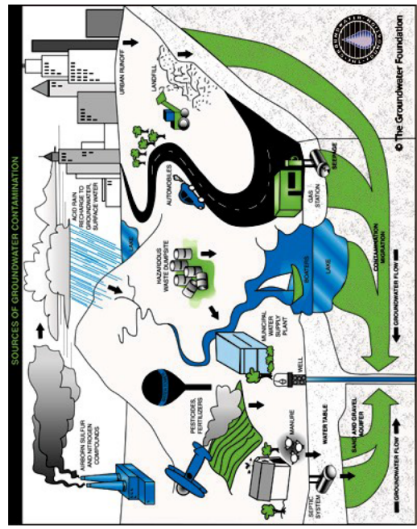 SOURCES OF GROUNDWATER CONTAMINATION
AIRBORN SULFUR
AND NITROGEN
COMPOUNDS
ACID RAIN
RECHARGE TO
GROUNDWATER,
SURFACE WATER
URBAN RUNOFF
LANDFILL
LAKE
AUTOMOBILES
HAZARDOUS
WASTE DUMPSITE
PESTICIDES,
FERTILIZERS
MUNICIPAL
WATER
SUPPLY
PLANT
GAS
STATION
SEEPAGE
BOATERS
LAKE
WELL
MANURE
SEPTIC
SYSTEM
WATER TABLE
SAND AND GRAVEL
AQUIFER
CONTAMINATION
MIGRATION
GROUNDWATER FLOW
GROUNDWATER FLOW
© The Groundwater Foundation